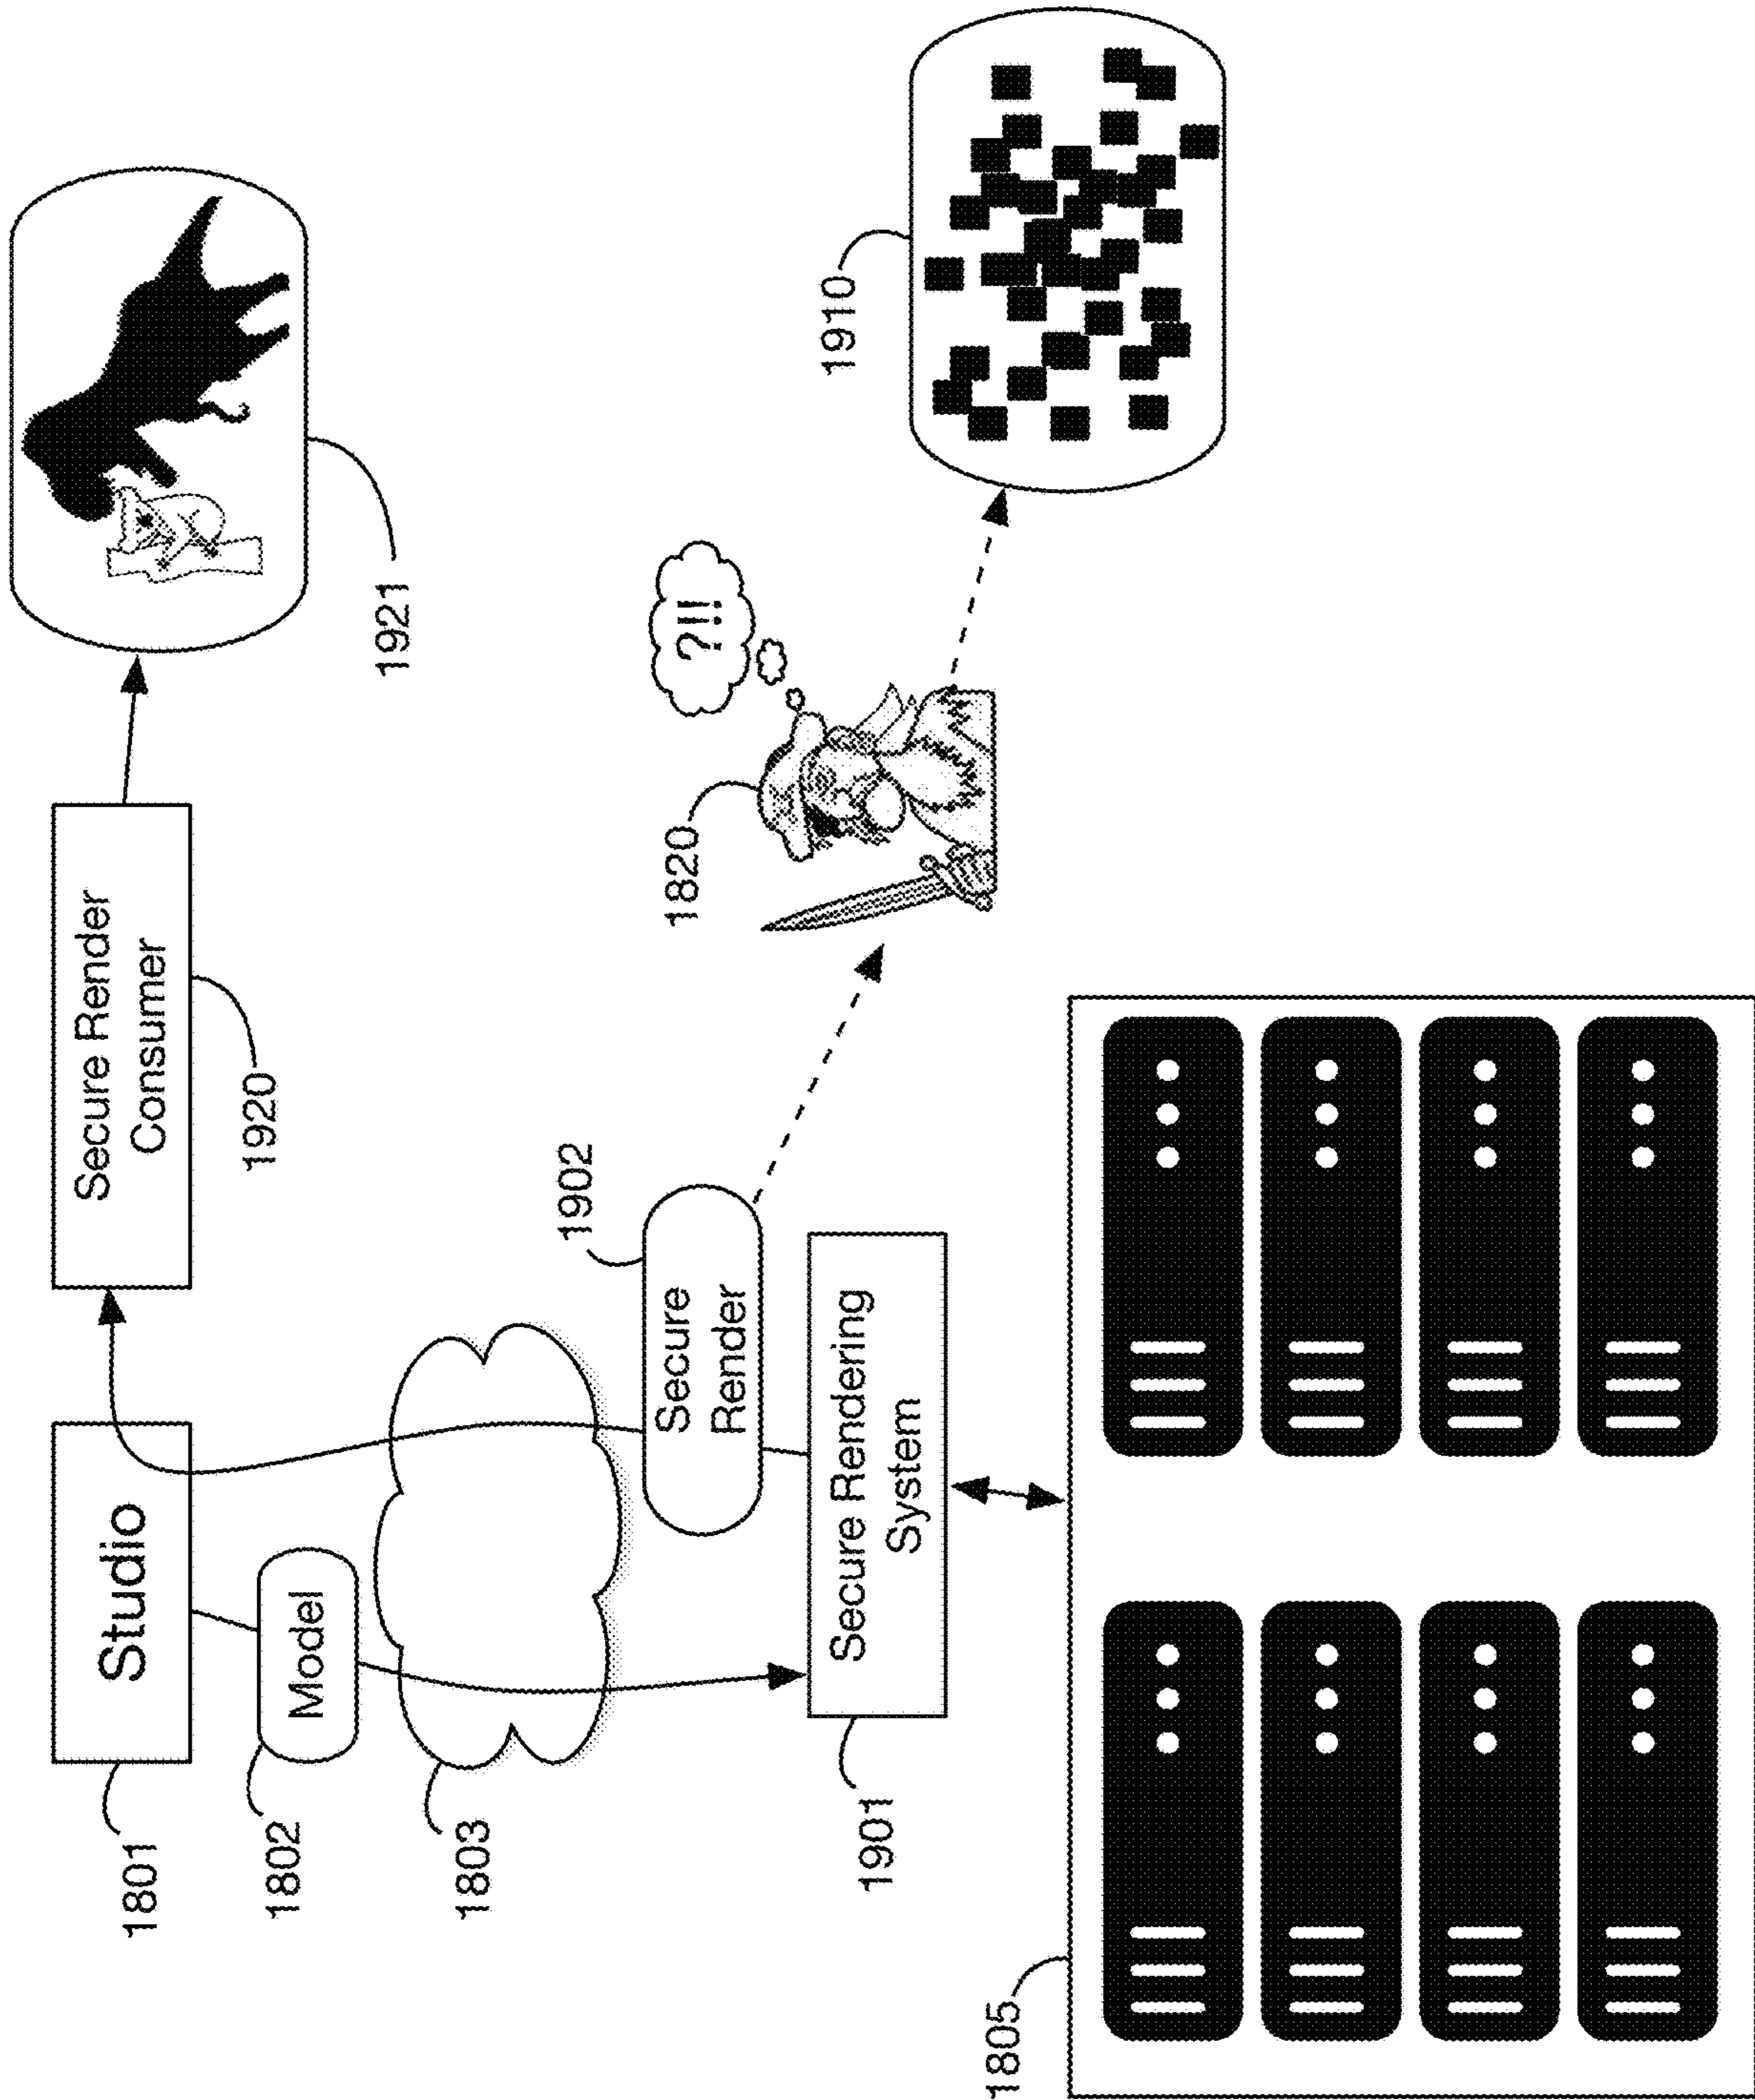 1801
Studio
1802
Model
1803
1901
Secure Rendering
System
1902
Secure
Render
1805
Secure Render
Consumer
1920
1921
1820
?!!
1910